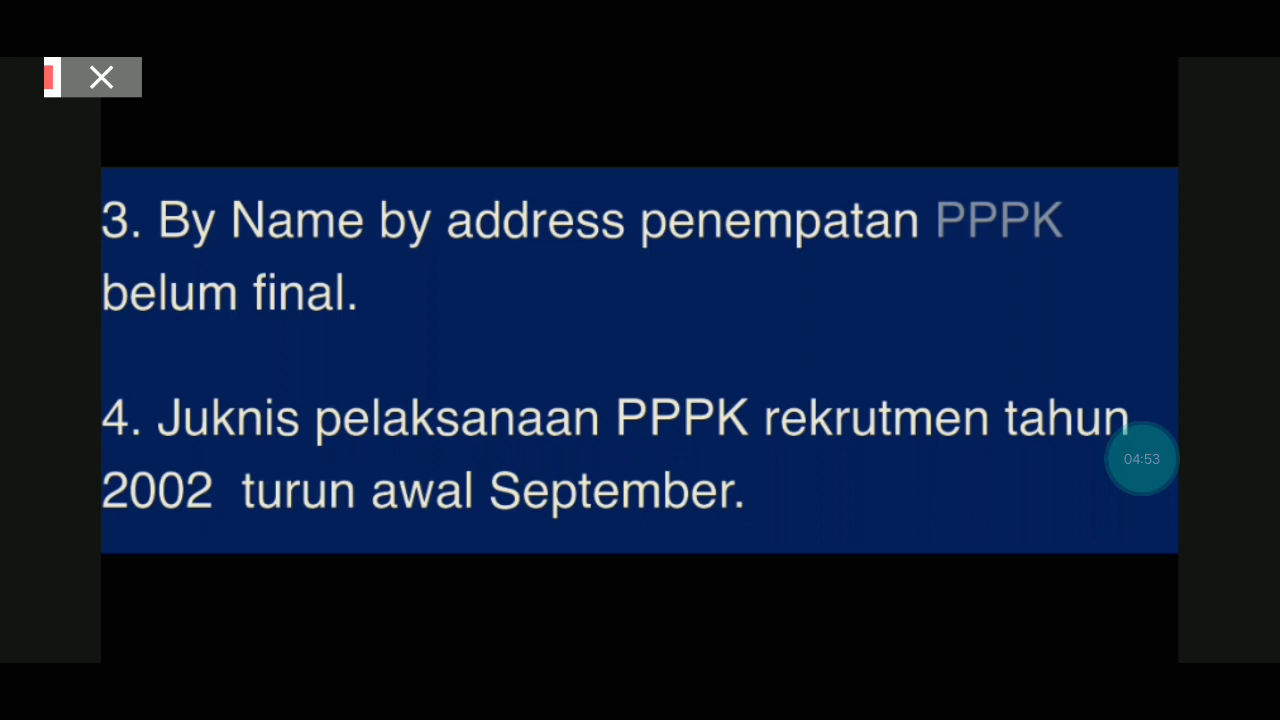 3. By Name by address penempatan PPPK
belum final.
4. Juknis pelaksanaan PPPK rekrutmen tahun
04:53
2002 turun awal September.